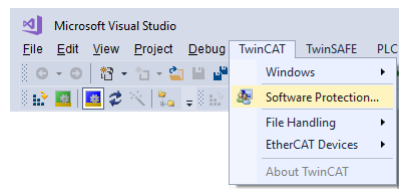 Microsoft Visual Studio
File Edit View Project Debug TwinCAT TwinSAFE PLC
Windows
Software Protection...
File Handling
EtherCAT Devices
About TwinCAT